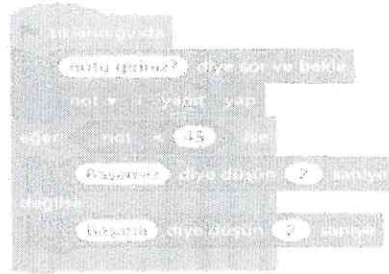 tıklandığında
notu giriniz? diye sor ve bekle
not yanıt yap
eğer not < 45 ise
Başarısız diye düşün 2 saniye
değilse
Başarılı diye düşün 2 saniye